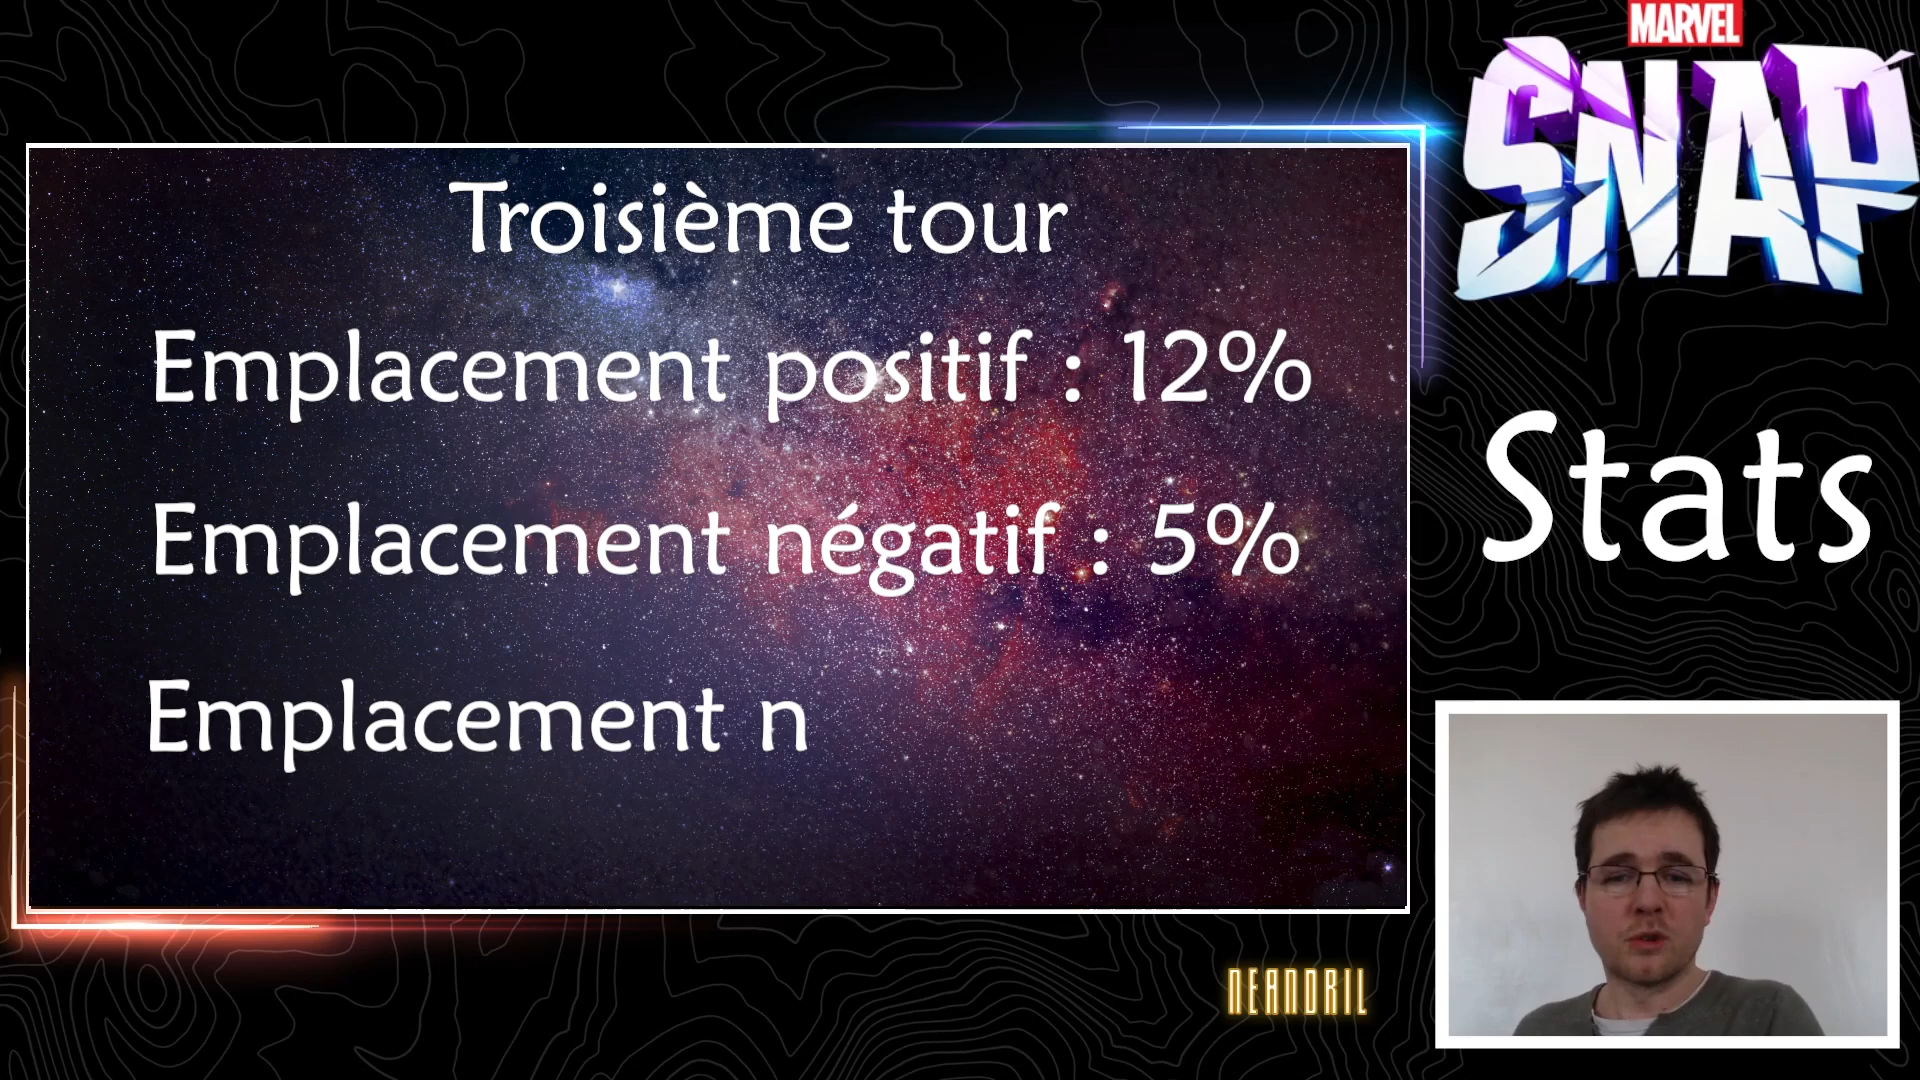 MARVEL
SNAP
Troisième tour
Emplacement positif : 12%
Emplacement négatif : 5%
Emplacement n
Stats
NEANDRIL